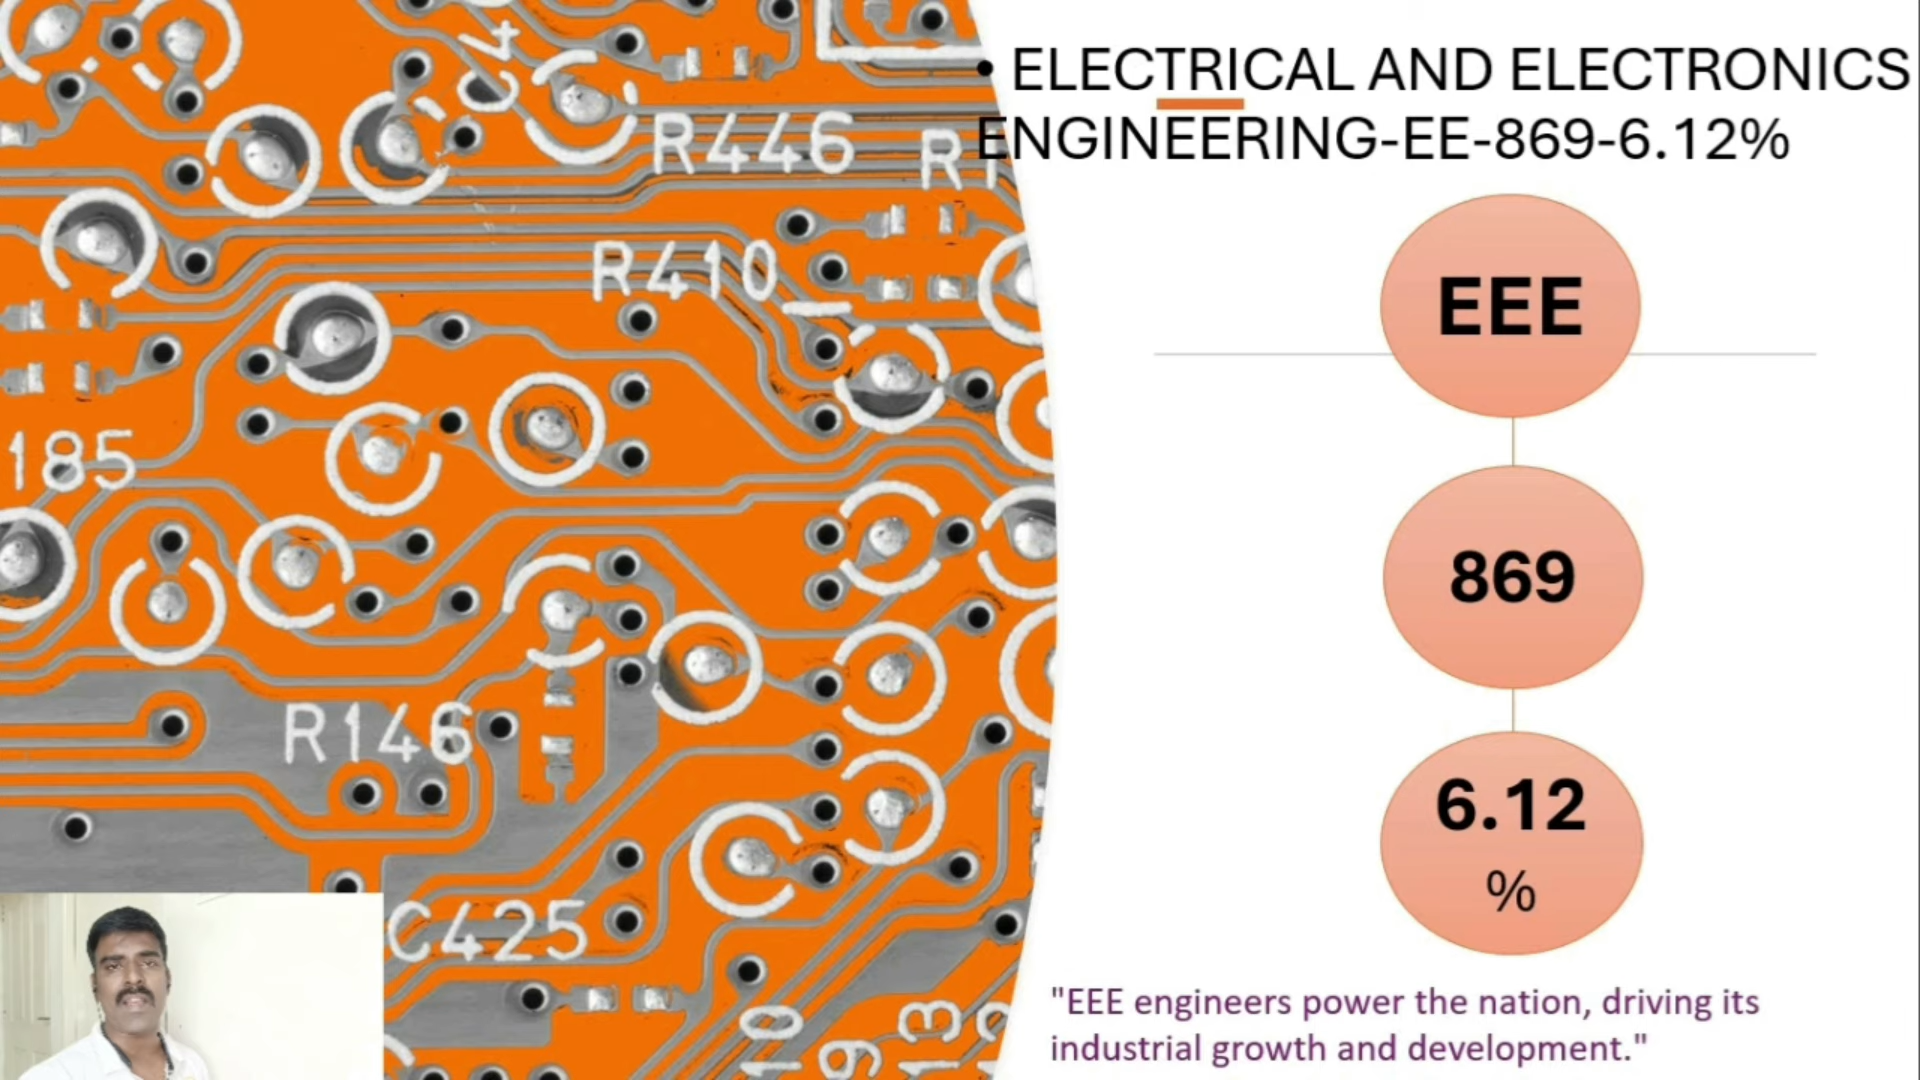 • ELECTRICAL AND ELECTRONICS
ENGINEERING-EE-869-6.12%
EEE
869
6.12
%
"EEE engineers power the nation, driving its
industrial growth and development."
R446
R410
185
R146
C425